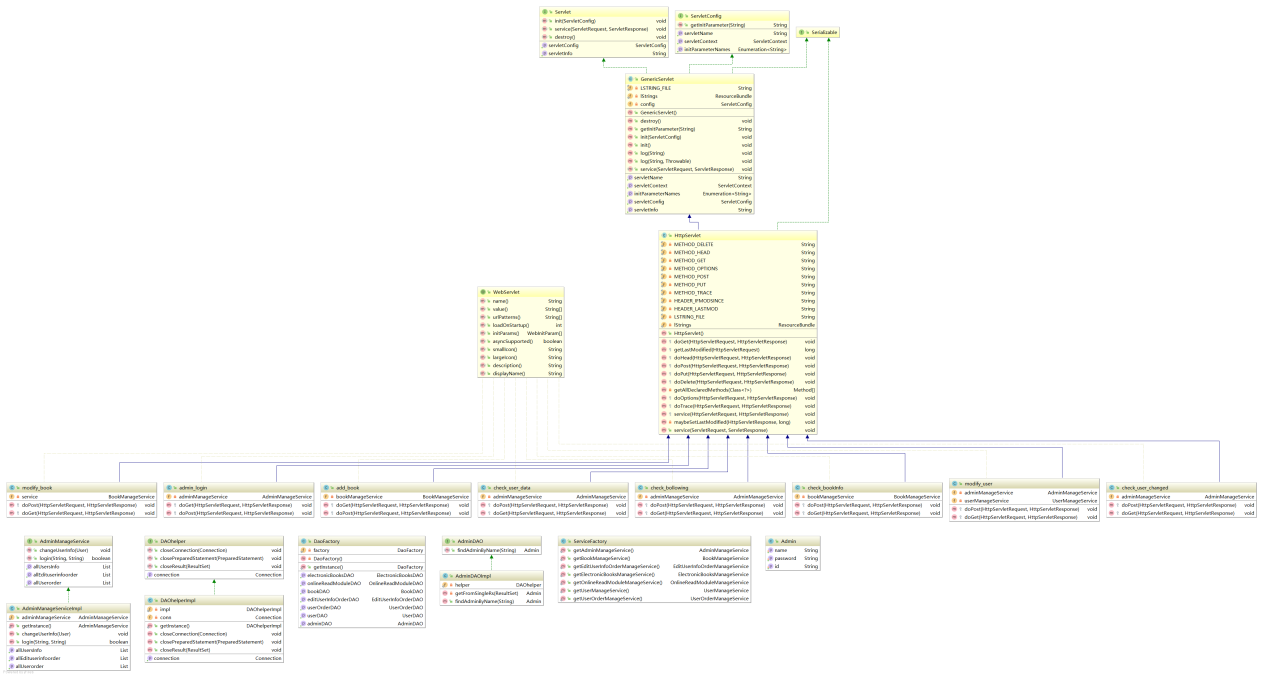 Servlet
init(ServletConfig) void
service(ServletRequest, ServletResponse) void
destroy() void
servletConfig ServletConfig
servletInfo String
ServletConfig
getInitParameter(String) String
servletName String
servletContext ServletContext
initParameterNames Enumeration<String>
Serializable
GenericServlet
LSTRING_FILE String
lStrings ResourceBundle
config ServletConfig
GenericServlet()
destroy() void
getInitParameter(String) String
init(ServletConfig) void
init() void
log(String) void
log(String, Throwable) void
service(ServletRequest, ServletResponse) void
servletName String
servletContext ServletContext
initParameterNames Enumeration<String>
servletConfig ServletConfig
servletInfo String
HttpServlet
METHOD_DELETE String
METHOD_HEAD String
METHOD_GET String
METHOD_OPTIONS String
METHOD_POST String
METHOD_PUT String
METHOD_TRACE String
HEADER_IFMODSINCE String
HEADER_LASTMOD String
LSTRING_FILE String
lStrings ResourceBundle
HttpServlet()
doGet(HttpServletRequest, HttpServletResponse) void
getLastModified(HttpServletRequest) long
doHead(HttpServletRequest, HttpServletResponse) void
doPost(HttpServletRequest, HttpServletResponse) void
doPut(HttpServletRequest, HttpServletResponse) void
doDelete(HttpServletRequest, HttpServletResponse) void
getAllDeclaredMethods(Class<?>) Method[]
doOptions(HttpServletRequest, HttpServletResponse) void
doTrace(HttpServletRequest, HttpServletResponse) void
service(HttpServletRequest, HttpServletResponse) void
maybeSetLastModified(HttpServletResponse, long) void
service(ServletRequest, ServletResponse) void
WebServlet
name() String
value() String[]
urlPatterns() String[]
loadOnStartup() int
initParams() WebInitParam[]
asyncSupported() boolean
smallIcon() String
largeIcon() String
description() String
displayName() String
modify_book
service BookManageService
doPost(HttpServletRequest, HttpServletResponse) void
doGet(HttpServletRequest, HttpServletResponse) void
admin_login
adminManageService AdminManageService
doGet(HttpServletRequest, HttpServletResponse) void
doPost(HttpServletRequest, HttpServletResponse) void
add_book
bookManageService BookManageService
doGet(HttpServletRequest, HttpServletResponse) void
doPost(HttpServletRequest, HttpServletResponse) void
check_user_data
adminManageService AdminManageService
doPost(HttpServletRequest, HttpServletResponse) void
doGet(HttpServletRequest, HttpServletResponse) void
check_bollowing
adminManageService AdminManageService
doPost(HttpServletRequest, HttpServletResponse) void
doGet(HttpServletRequest, HttpServletResponse) void
check_bookInfo
bookManageService BookManageService
doPost(HttpServletRequest, HttpServletResponse) void
doGet(HttpServletRequest, HttpServletResponse) void
modify_user
adminManageService AdminManageService
userManageService UserManageService
doPost(HttpServletRequest, HttpServletResponse) void
doGet(HttpServletRequest, HttpServletResponse) void
check_user_changed
adminManageService AdminManageService
doPost(HttpServletRequest, HttpServletResponse) void
doGet(HttpServletRequest, HttpServletResponse) void
AdminManageService
changeUserInfo(User) void
login(String, String) boolean
allUsersInfo List
allEdituserinfoorder List
allUserorder List
AdminManageServiceImpl
adminManageService AdminManageService
getInstance() AdminManageService
changeUserInfo(User) void
login(String, String) boolean
allUsersInfo List
allEdituserinfoorder List
allUserorder List
DAOhelper
closeConnection(Connection) void
closePreparedStatement(PreparedStatement) void
closeResult(ResultSet) void
connection Connection
DAOhelperImpl
impl DAOhelperImpl
conn Connection
getInstance() DAOhelperImpl
closeConnection(Connection) void
closePreparedStatement(PreparedStatement) void
closeResult(ResultSet) void
connection Connection
DaoFactory
factory DaoFactory
DaoFactory()
getInstance() DaoFactory
electronicBooksDAO ElectronicBooksDAO
onlineReadModuleDAO OnlineReadModuleDAO
bookDAO BookDAO
editUserInfoOrderDAO EditUserInfoOrderDAO
userOrderDAO UserOrderDAO
userDAO UserDAO
adminDAO AdminDAO
AdminDAO
findAdminByName(String) Admin
AdminDAOImpl
helper DAOhelper
getFromSingleRs(ResultSet) Admin
findAdminByName(String) Admin
ServiceFactory
getAdminManageService() AdminManageService
getBookManageService() BookManageService
getEditUserInfoOrderManageService() EditUserInfoOrderManageService
getElectronicBooksManageService() ElectronicBooksManageService
getOnlineReadModuleManageService() OnlineReadModuleManageService
getUserManageService() UserManageService
getUserOrderManageService() UserOrderManageService
Admin
name String
password String
id String